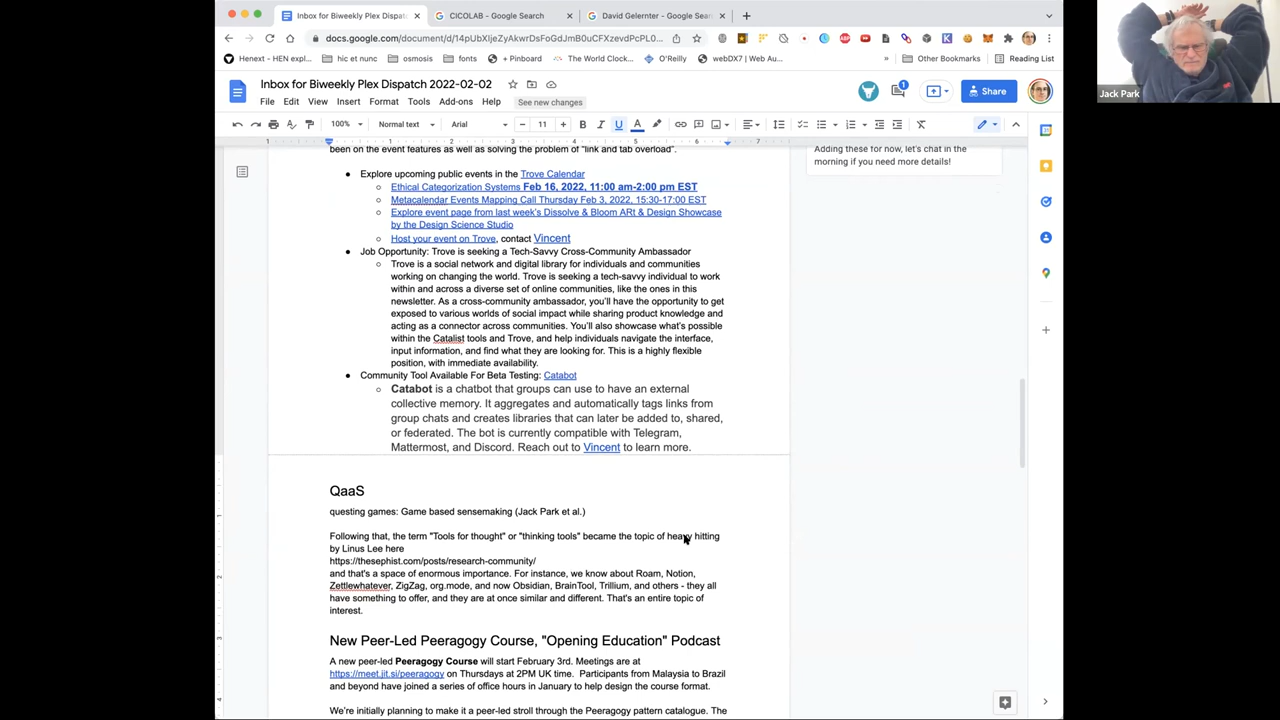 Inbox for Biweekly Plex Dispatch
CICOLAB - Google Search
David Gelernter - Google Sea
docs.google.com/document/d/14pUbXIjeZyAkwrDsFoGdJmB0uCFXzevdPcPL0...
Henext - HEN explo...
hic et nunc
osmosis
fonts
+ Pinboard
The World Clock...
O'Reilly
webDX7 | Web Au...
Other Bookmarks
Reading List
Jack Park
Inbox for Biweekly Plex Dispatch 2022-02-02
File Edit View Insert Format Tools Add-ons Help
See new changes
1
Share
100%
Normal text
Arial
11
been on the event features as well as solving the problem of "link and tab overload".
Adding these for now, let's chat in the
morning if you need more details!
Explore upcoming public events in the Trove Calendar
Ethical Categorization Systems Feb 16, 2022, 11:00 am-2:00 pm EST
Metacalendar Events Mapping Call Thursday Feb 3, 2022, 15:30-17:00 EST
Explore event page from last week's Dissolve & Bloom ARt & Design Showcase
by the Design Science Studio
Host your event on Trove, contact Vincent
Job Opportunity: Trove is seeking a Tech-Savvy Cross-Community Ambassador
Trove is a social network and digital library for individuals and communities
working on changing the world. Trove is seeking a tech-savvy individual to work
within and across a diverse set of online communities, like the ones in this
newsletter. As a cross-community ambassador, you'll have the opportunity to get
exposed to various worlds of social impact while sharing product knowledge and
acting as a connector across communities. You'll also showcase what's possible
within the Catalist tools and Trove, and help individuals navigate the interface,
input information, and find what they are looking for. This is a highly flexible
position, with immediate availability.
Community Tool Available For Beta Testing: Catabot
Catabot is a chatbot that groups can use to have an external
collective memory. It aggregates and automatically tags links from
group chats and creates libraries that can later be added to, shared,
or federated. The bot is currently compatible with Telegram,
Mattermost, and Discord. Reach out to Vincent to learn more.
QaaS
questing games: Game based sensemaking (Jack Park et al.)
Following that, the term "Tools for thought" or "thinking tools" became the topic of heavy hitting
by Linus Lee here
https://thesephist.com/posts/research-community/
and that's a space of enormous importance. For instance, we know about Roam, Notion,
Zettlewhatever, ZigZag, org.mode, and now Obsidian, BrainTool, Trillium, and others - they all
have something to offer, and they are at once similar and different. That's an entire topic of
interest.
New Peer-Led Peeragogy Course, "Opening Education" Podcast
A new peer-led Peeragogy Course will start February 3rd. Meetings are at
https://meet.jit.si/peeragogy on Thursdays at 2PM UK time. Participants from Malaysia to Brazil
and beyond have joined a series of office hours in January to help design the course format.
We're initially planning to make it a peer-led stroll through the Peeragogy pattern catalogue. The